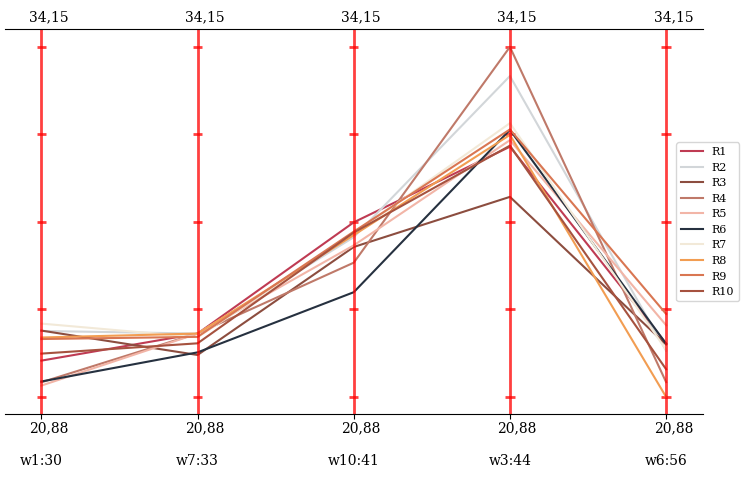 34,15 34,15 34,15 34,15 34,15
R1
R2
R3
R4
R5
R6
R7
R8
R9
R10
20,88 20,88 20,88 20,88 20,88
w1:30 w7:33 w10:41 w3:44 w6:56